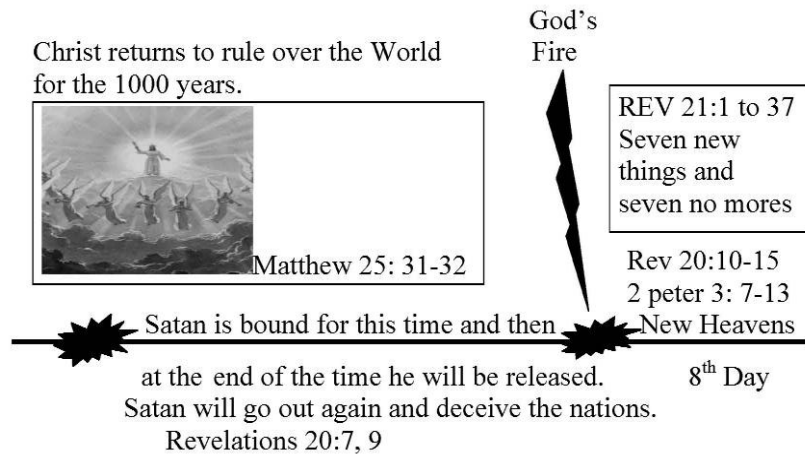 Christ returns to rule over the World
for the 1000 years.
Matthew 25: 31-32
God's
Fire
REV 21:1 to 37
Seven new
things and
seven no mores
Rev 20:10-15
2 peter 3: 7-13
Satan is bound for this time and then
New Heavens
at the end of the time he will be released.
8th Day
Satan will go out again and deceive the nations.
Revelations 20:7, 9